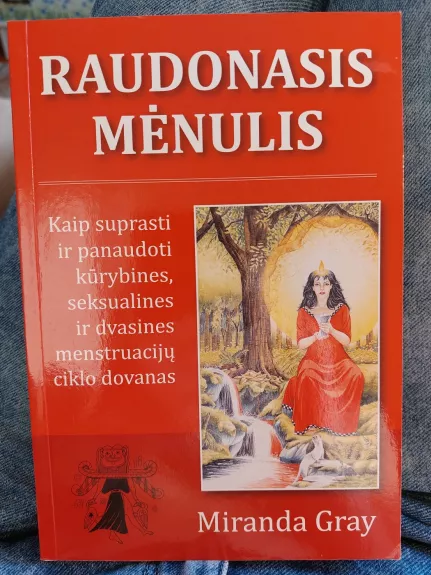 RAUDONASIS
MĖNULIS
Kaip suprasti
ir panaudoti
kūrybines,
seksualines
ir dvasines
menstruacijų
ciklo dovanas
Miranda Gray